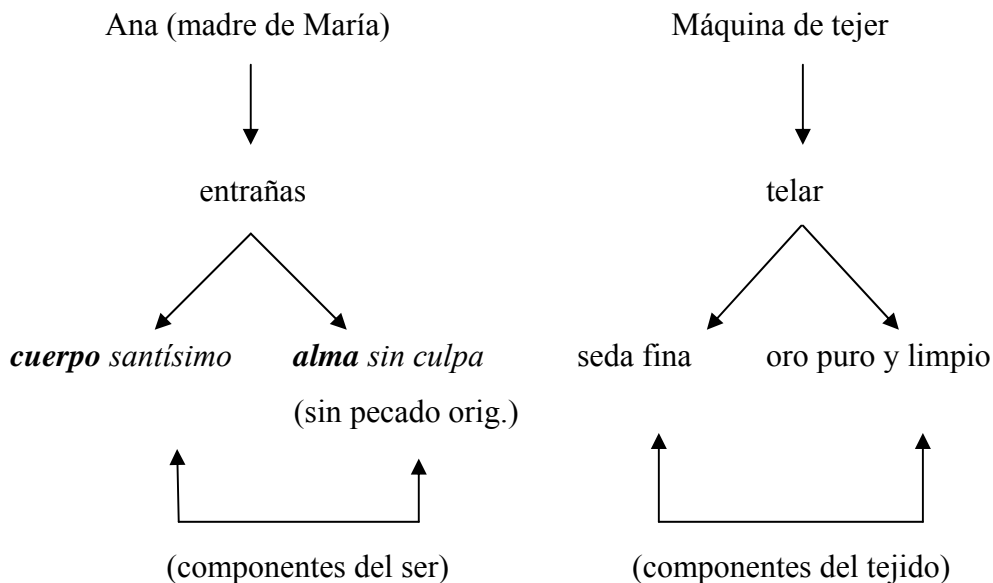 Ana (madre de María) Máquina de tejer
entrañas telar
cuerpo santísimo alma sin culpa seda fina oro puro y limpio
(sin pecado orig.)
(componentes del ser) (componentes del tejido)